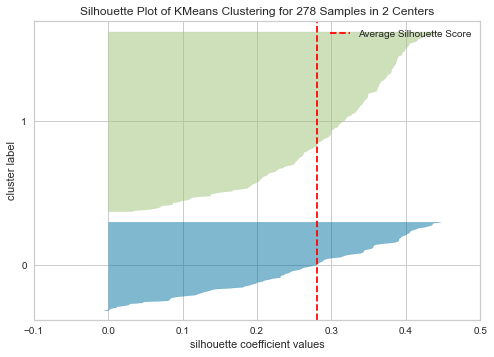 Silhouette Plot of KMeans Clustering for 278 Samples in 2 Centers
Average Silhouette Score
cluster label
1
0
−0.1 0.0 0.1 0.2 0.3 0.4 0.5
silhouette coefficient values